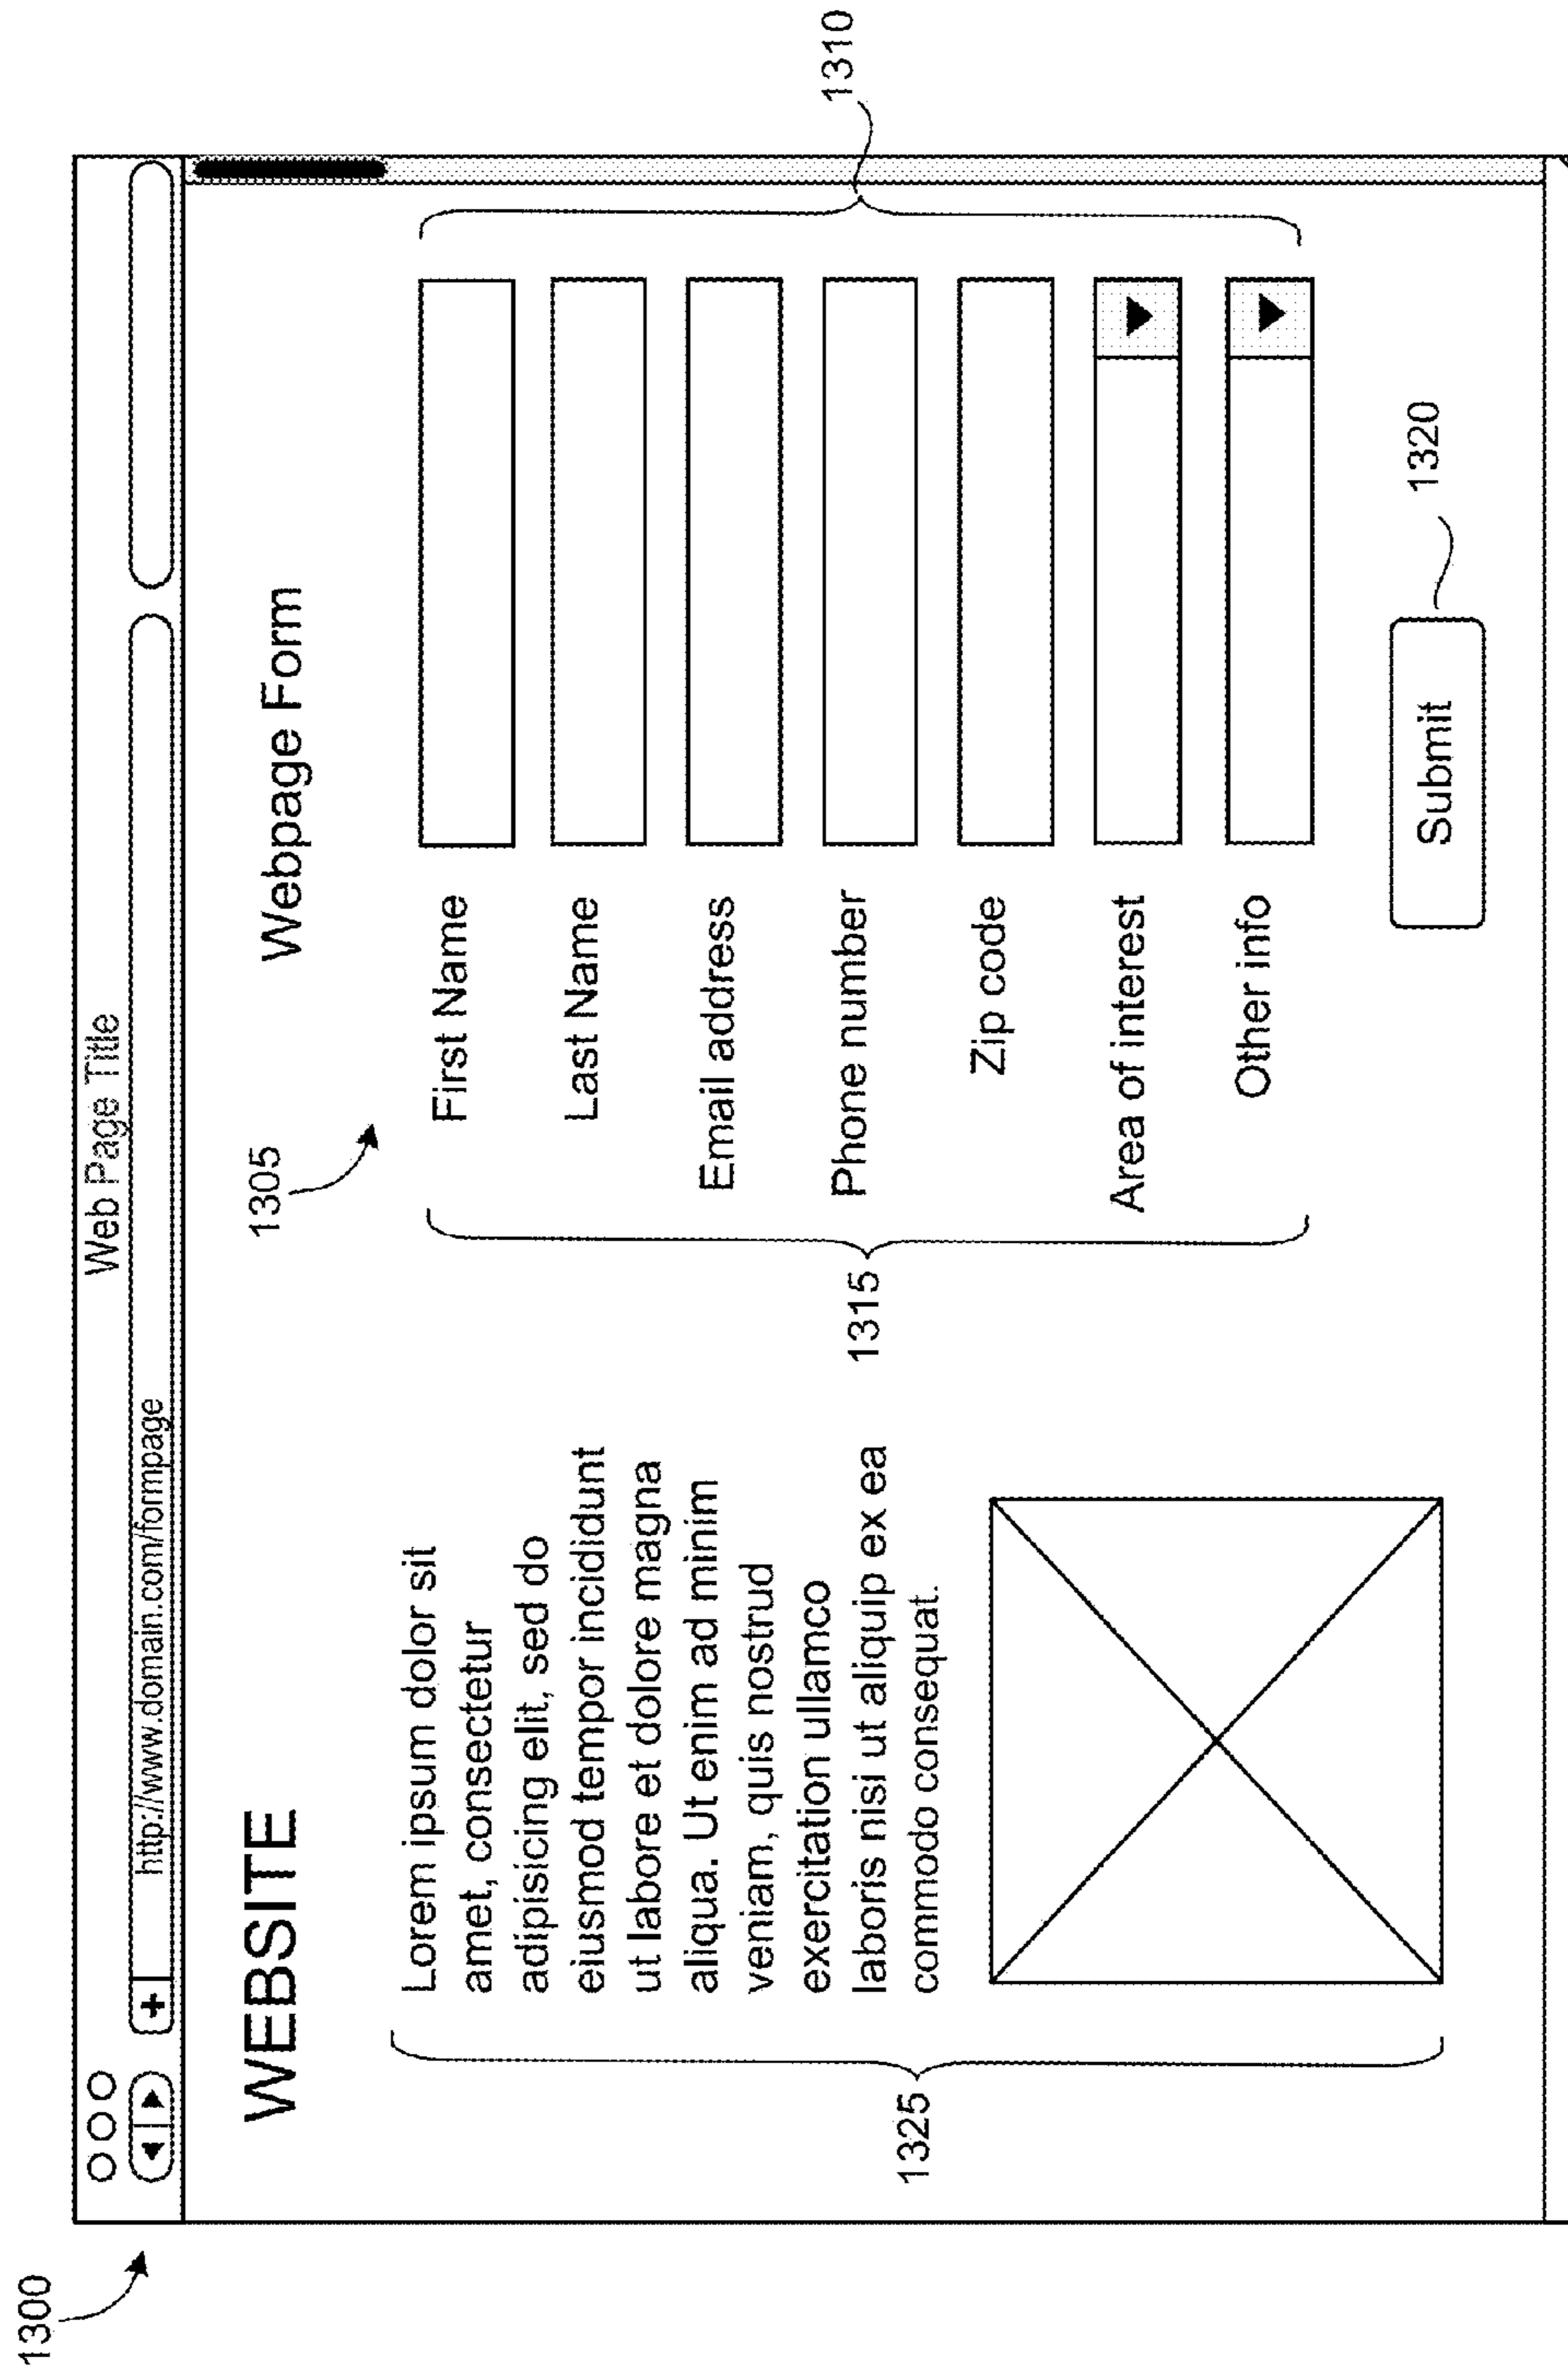 1300
Web Page Title
http://www.domain.com/formpage
WEBSITE
Lorem ipsum dolor sit
amet, consectetur
adipisicing elit, sed do
eiusmod tempor incididunt
ut labore et dolore magna
aliqua. Ut enim ad minim
veniam, quis nostrud
exercitation ullamco
laboris nisi ut aliquip ex ea
commodo consequat.
1325
1305
Webpage Form
First Name
Last Name
Email address
Phone number
Zip code
Area of interest
Other info
1315
1310
Submit
1320